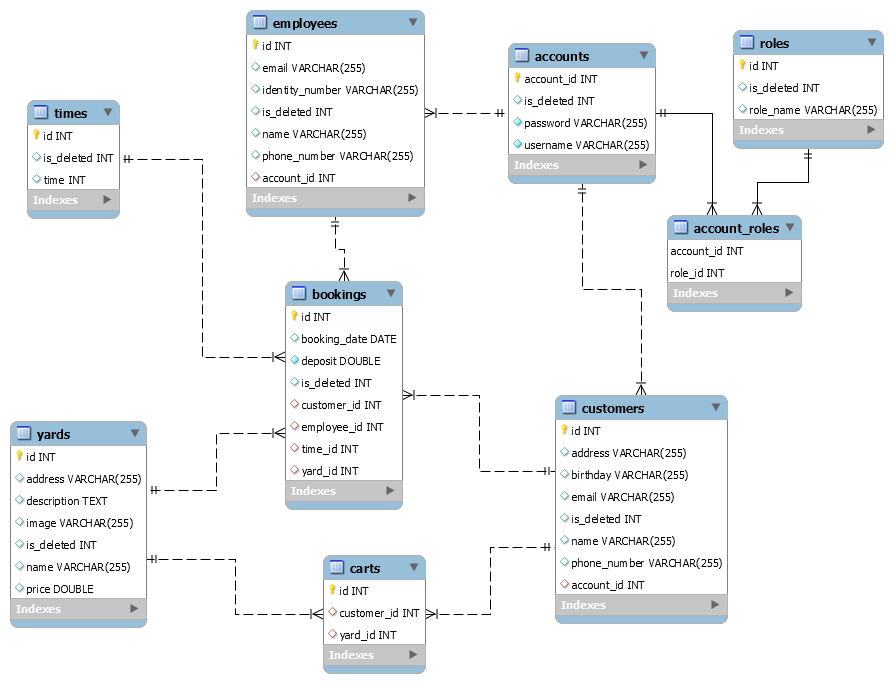 employees
id INT
email VARCHAR(255)
identity_number VARCHAR(255)
is_deleted INT
name VARCHAR(255)
phone_number VARCHAR(255)
account_id INT
Indexes
accounts
account_id INT
is_deleted INT
password VARCHAR(255)
username VARCHAR(255)
Indexes
roles
id INT
is_deleted INT
role_name VARCHAR(255)
Indexes
times
id INT
is_deleted INT
time INT
Indexes
account_roles
account_id INT
role_id INT
Indexes
bookings
id INT
booking_date DATE
deposit DOUBLE
is_deleted INT
customer_id INT
employee_id INT
time_id INT
yard_id INT
Indexes
customers
id INT
address VARCHAR(255)
birthday VARCHAR(255)
email VARCHAR(255)
is_deleted INT
name VARCHAR(255)
phone_number VARCHAR(255)
account_id INT
Indexes
yards
id INT
address VARCHAR(255)
description TEXT
image VARCHAR(255)
is_deleted INT
name VARCHAR(255)
price DOUBLE
Indexes
carts
id INT
customer_id INT
yard_id INT
Indexes